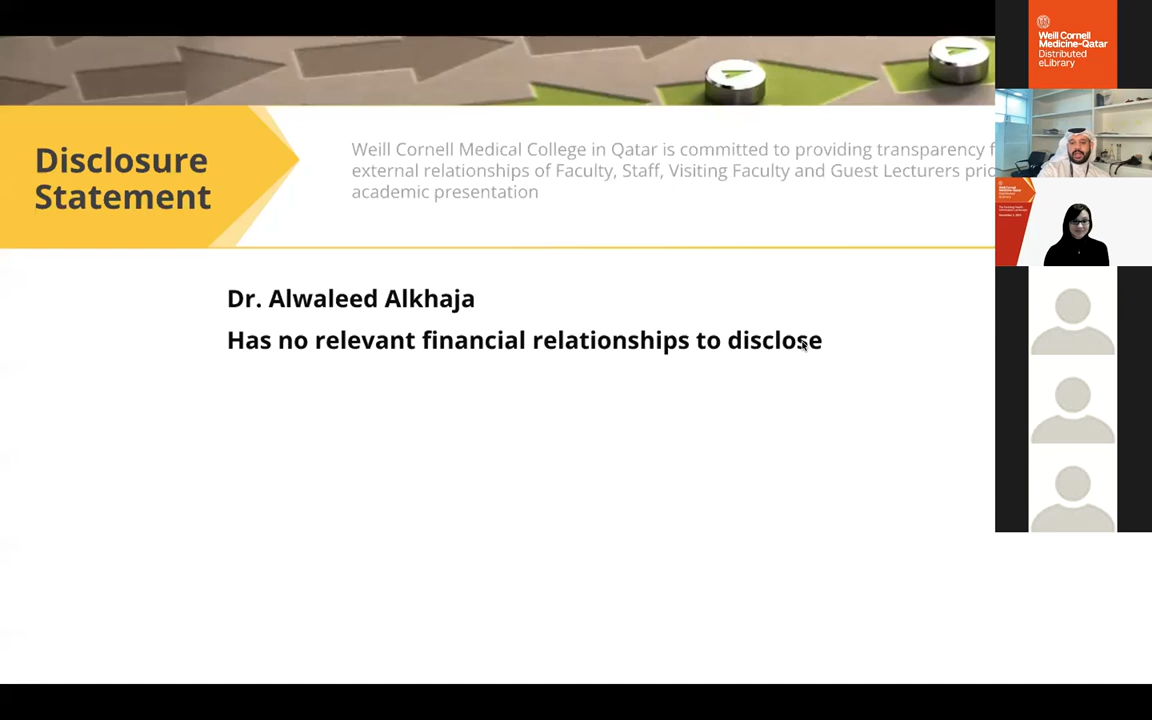 Disclosure
Statement
Weill Cornell Medical College in Qatar is committed to providing transparency
external relationships of Faculty, Staff, Visiting Faculty and Guest Lecturers
academic presentation
Dr. Alwaleed Alkhaja
Has no relevant financial relationships to disclose
Weill Cornell
Medicine-Qatar
Distributed
eLibrary